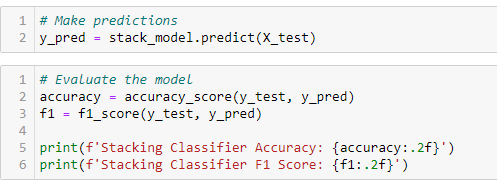 1 # Make predictions
2 y_pred = stack_model.predict(X_test)
1 # Evaluate the model
2 accuracy = accuracy_score(y_test, y_pred)
3 f1 = f1_score(y_test, y_pred)
4
5 print(f'Stacking Classifier Accuracy: {accuracy:.2f}')
6 print(f'Stacking Classifier F1 Score: {f1:.2f}')